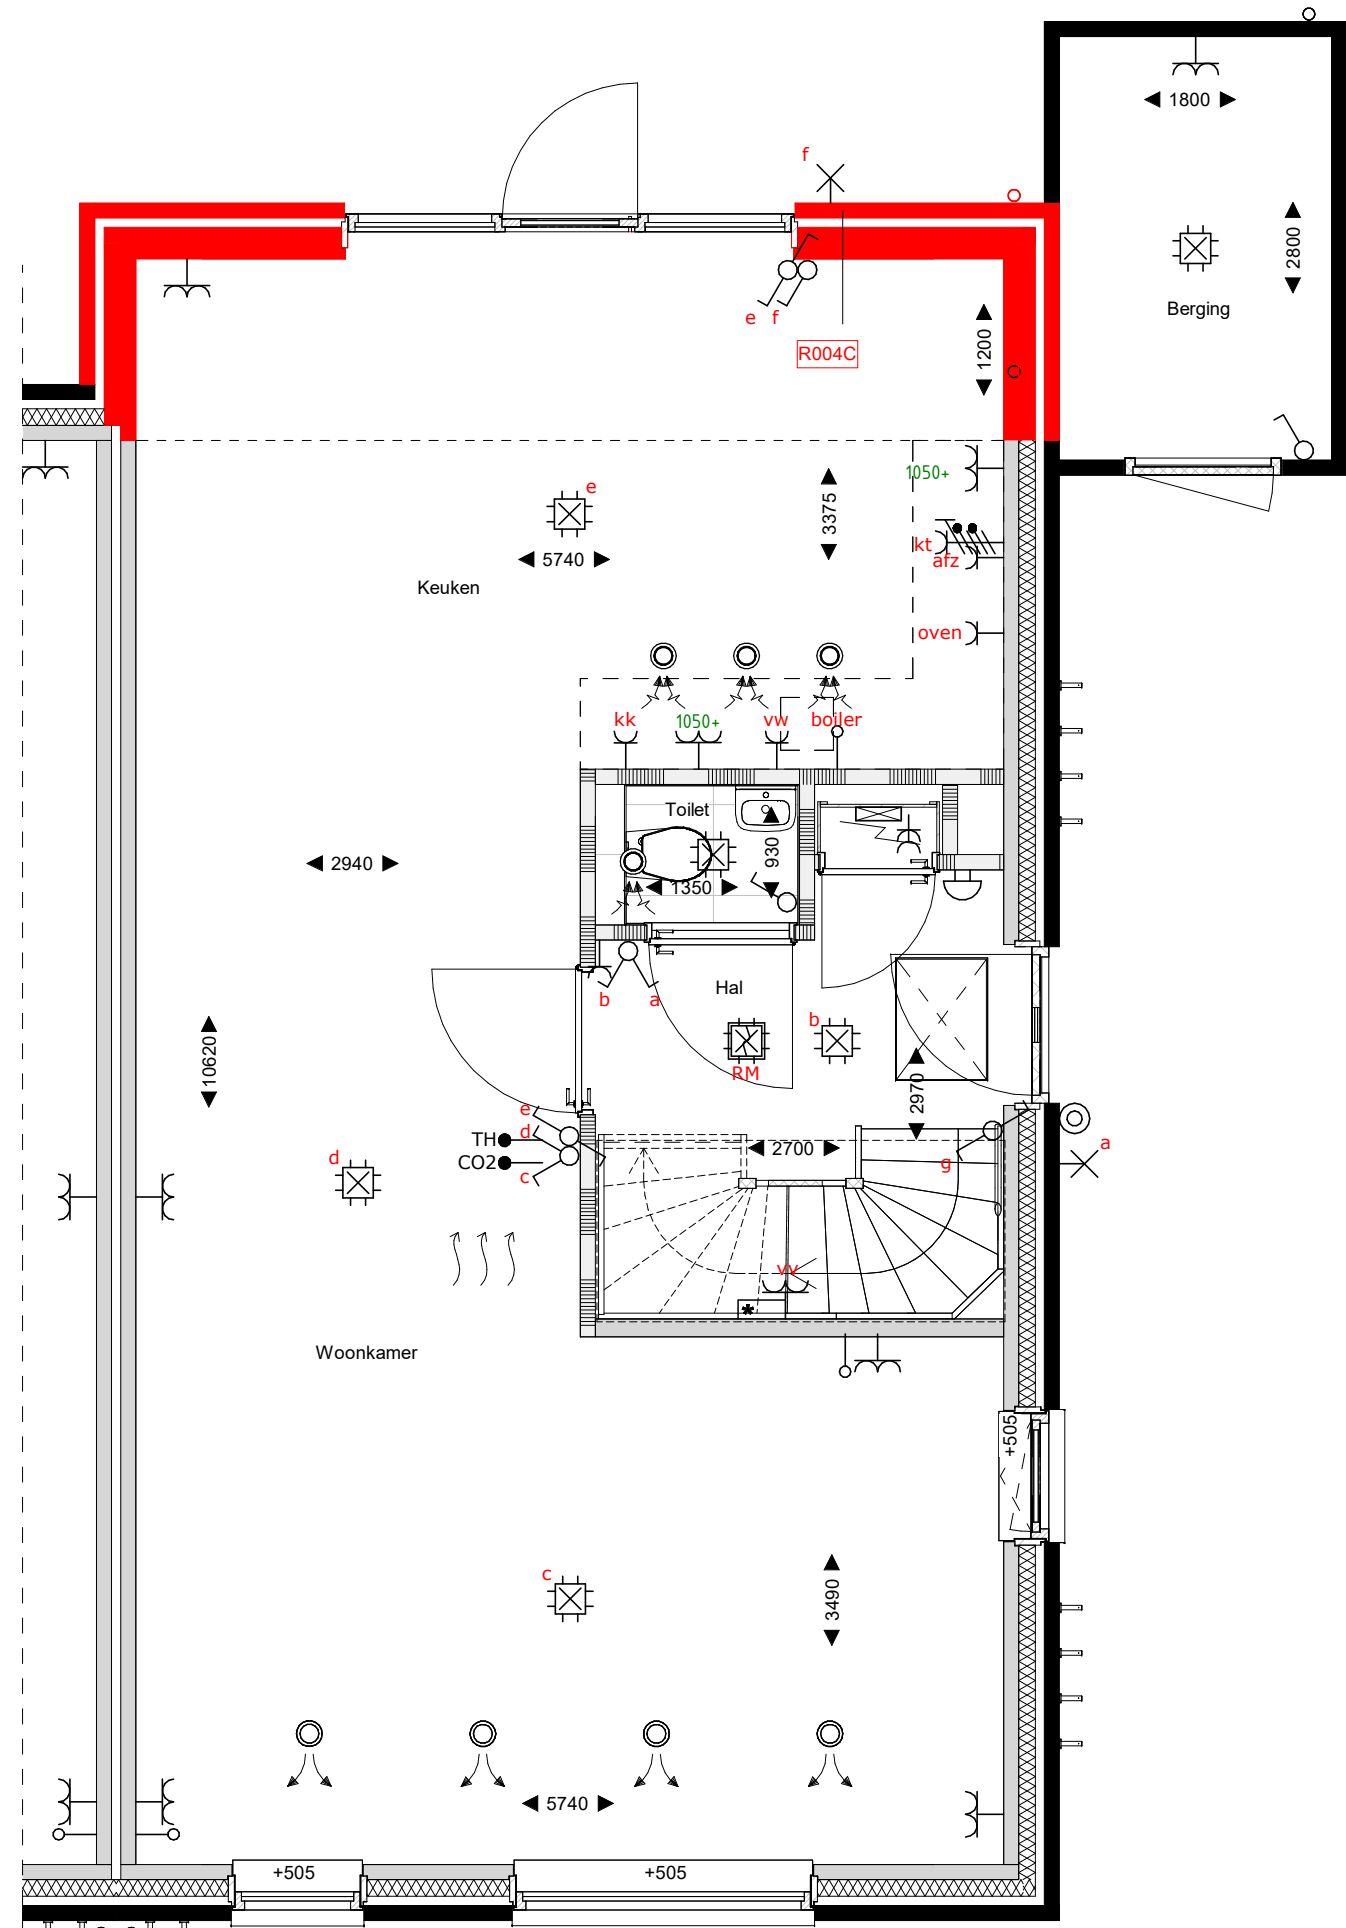 1800
f
2800
Berging
e f
R004C
1200
1050+
e
3375
kt
5740
afz
Keuken
oven
kk
1050+
vw
boiler
Toilet
930
2940
1350
Hal
b
a
b
10620
RM
2970
e
TH
d
CO2
c
d
2700
g
a
vv
Woonkamer
+505
c
3490
5740
+505
+505